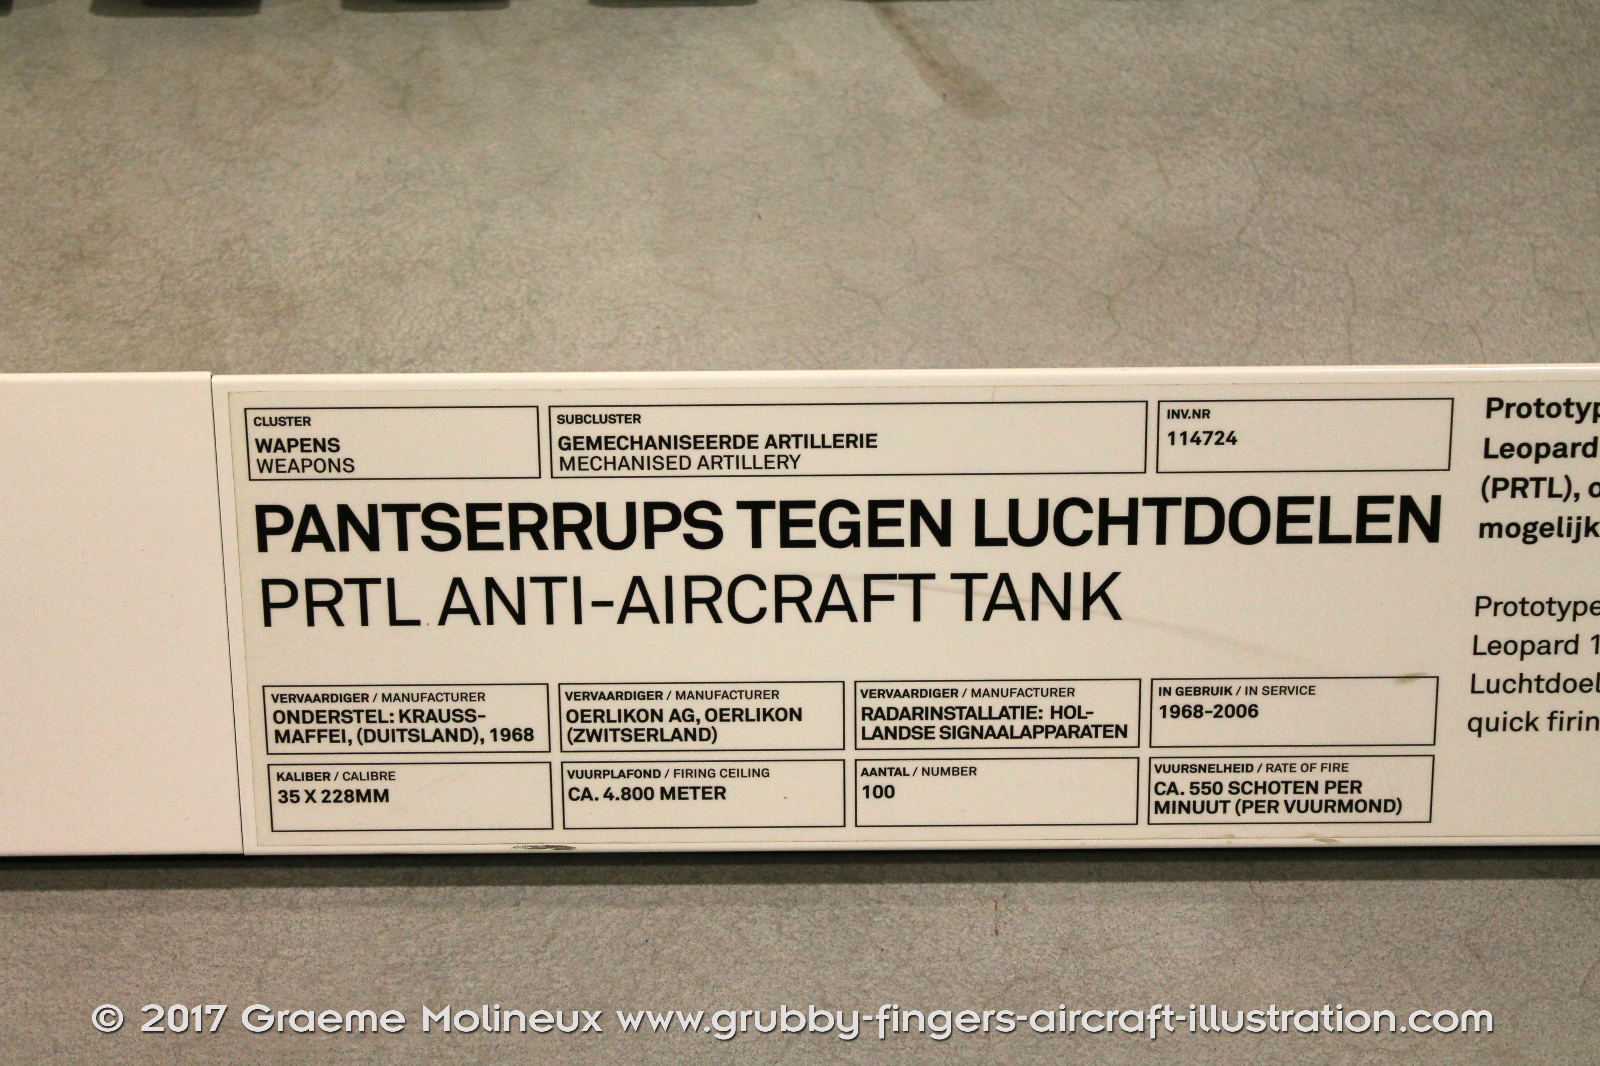 CLUSTER
WAPENS
WEAPONS
SUBCLUSTER
GEMECHANISEERDE ARTILLERIE
MECHANISED ARTILLERY
INV.NR
114724
PANTSERRUPS TEGEN LUCHTDOELEN
PRTL ANTI-AIRCRAFT TANK
VERVAARDIGER / MANUFACTURER
ONDERSTEL: KRAUSS-
MAFFEI, (DUITSLAND), 1968
VERVAARDIGER / MANUFACTURER
OERLIKON AG, OERLIKON
(ZWITSERLAND)
VERVAARDIGER / MANUFACTURER
RADARINSTALLATIE: HOL-
LANDSE SIGNAALAPPARATEN
IN GEBRUIK / IN SERVICE
1968-2006
KALIBER / CALIBRE
35 X 228MM
VUURPLAFOND / FIRING CEILING
CA. 4.800 METER
AANTAL / NUMBER
100
VUURSNELHEID / RATE OF FIRE
CA. 550 SCHOTEN PER
MINUUT (PER VUURMOND)
Leopard
(PRTL),
Leopard 1
© 2017 Graeme Molineux www.grubby-fingers-aircraft-illustration.com